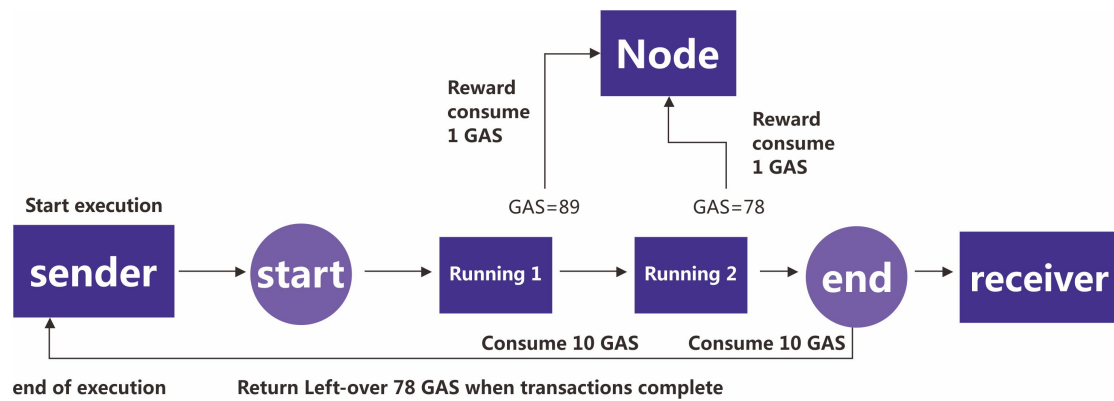 Node
Reward
consume
1 GAS
Reward
consume
1 GAS
GAS=89
GAS=78
Start execution
sender
start
Running 1
Running 2
end
receiver
Consume 10 GAS
Consume 10 GAS
end of execution
Return Left-over 78 GAS when transactions complete